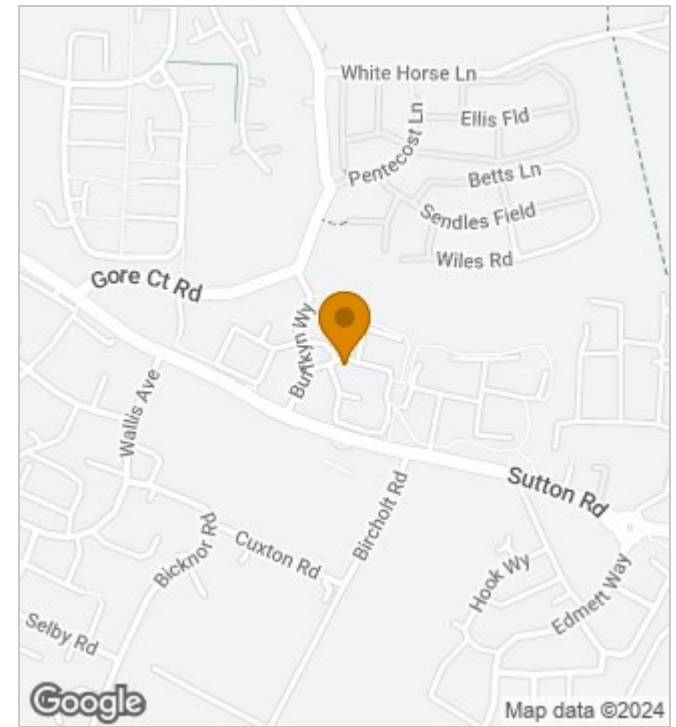 White Horse Ln
Ellis Fld
Pentecost Ln
Betts Ln
Sendles Field
Wiles Rd
Gore Ct Rd
Burkyn Wy
Wallis Ave
Sutton Rd
Bircholt Rd
Bicknor Rd
Cuxton Rd
Hook Wy
Edmett Way
Selby Rd
Google
Map data ©2024